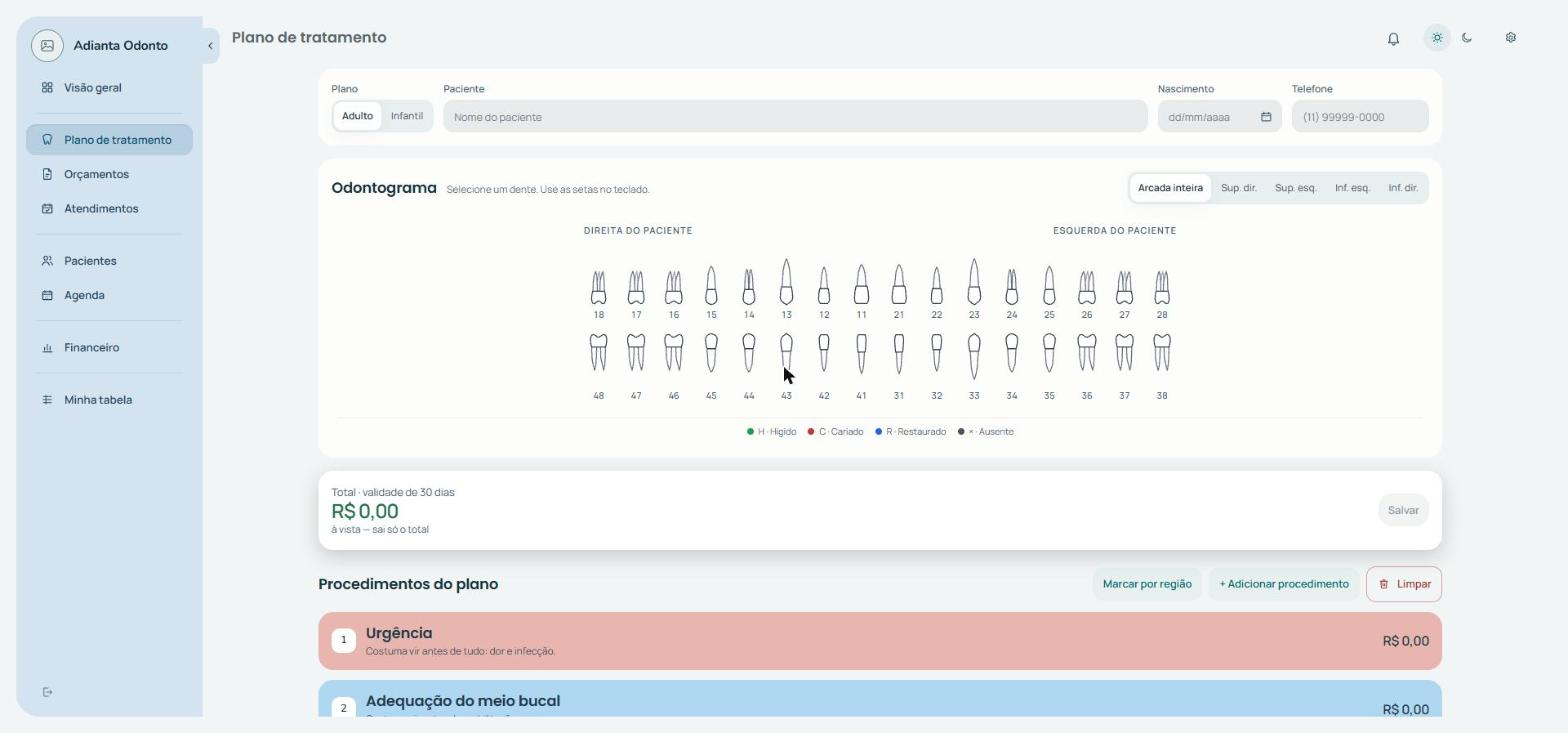 Adianta Odonto
Visão geral
Plano de tratamento
Orçamentos
Atendimentos
Pacientes
Agenda
Financeiro
Minha tabela
Plano de tratamento
Plano Paciente Nascimento Telefone
Adulto Infantil Nome do paciente dd/mm/aaaa (11) 99999-0000
Odontograma Selecione um dente. Use as setas no teclado. Arcada inteira Sup. dir. Sup. esq. Inf. esq. Inf. dir.
DIREITA DO PACIENTE ESQUERDA DO PACIENTE
18 17 16 15 14 13 12 11 21 22 23 24 25 26 27 28
48 47 46 45 44 43 42 41 31 32 33 34 35 36 37 38
H · Hígido C · Cariado R · Restaurado × · Ausente
Total · validade de 30 dias
R$ 0,00
à vista — sai só o total
Salvar
Procedimentos do plano Marcar por região + Adicionar procedimento Limpar
1 Urgência R$ 0,00
Costuma vir antes de tudo: dor e infecção.
2 Adequação do meio bucal R$ 0,00